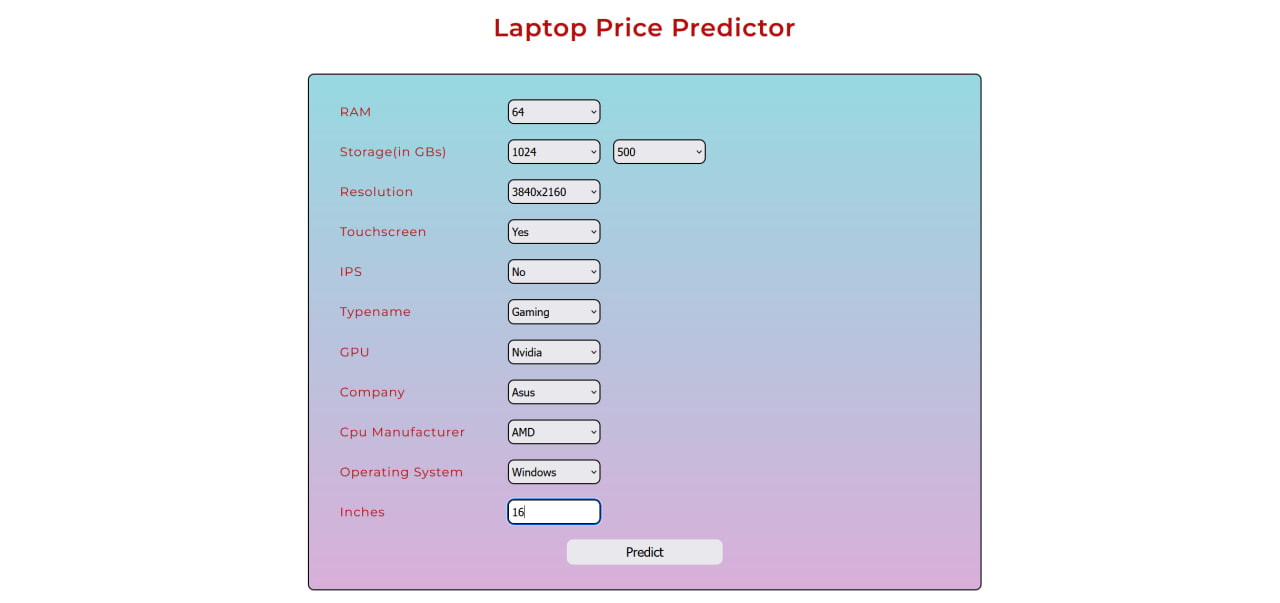 Laptop Price Predictor
RAM 64
Storage(in GBs) 1024 500
Resolution 3840x2160
Touchscreen Yes
IPS No
Typename Gaming
GPU Nvidia
Company Asus
Cpu Manufacturer AMD
Operating System Windows
Inches 16
Predict